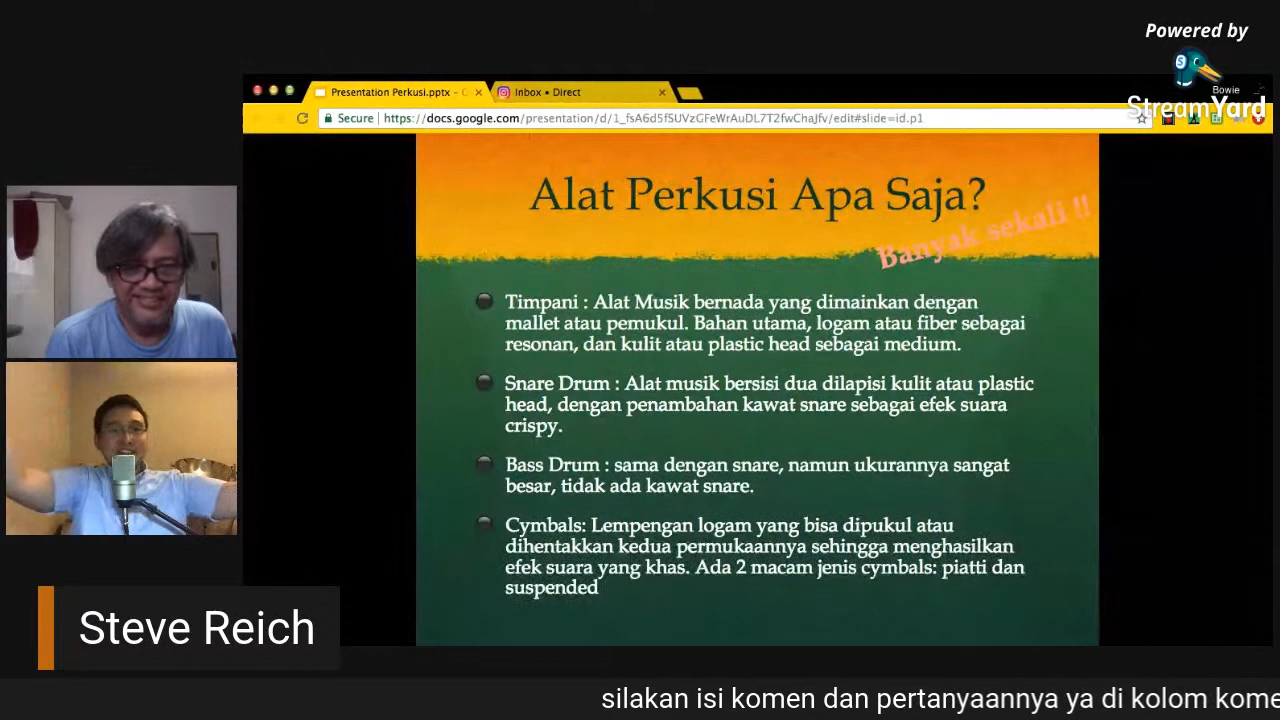 Powered by
Bowie
StreamYard
Presentation Perkusi.pptx -
Inbox • Direct
Secure | https://docs.google.com/presentation/d/1_fsA6d5fSUVzGFeWrAuDL7T2fwChaJfv/edit#slide=id.p1
Alat Perkusi Apa Saja?
Banyak sekali !!
Timpani : Alat Musik bernada yang dimainkan dengan
mallet atau pemukul. Bahan utama, logam atau fiber sebagai
resonan, dan kulit atau plastic head sebagai medium.
Snare Drum : Alat musik bersisi dua dilapisi kulit atau plastic
head, dengan penambahan kawat snare sebagai efek suara
crispy.
Bass Drum : sama dengan snare, namun ukurannya sangat
besar, tidak ada kawat snare.
Cymbals: Lempengan logam yang bisa dipukul atau
dihentakkan kedua permukaannya sehingga menghasilkan
efek suara yang khas. Ada 2 macam jenis cymbals: piatti dan
suspended
Steve Reich
silakan isi komen dan pertanyaannya ya di kolom kome